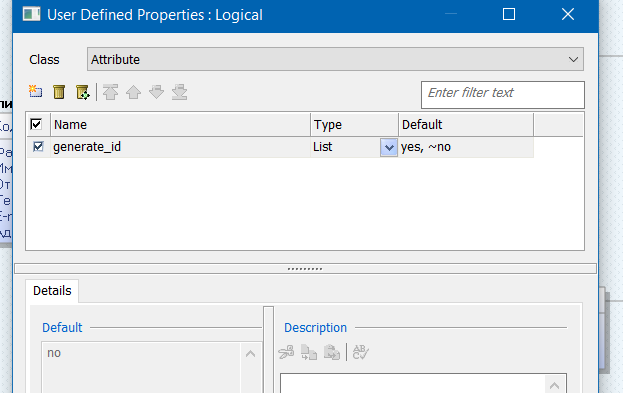 User Defined Properties : Logical
Class
Attribute
Enter filter text
Name
Type
Default
generate_id
List
yes, ~no
Details
Default
Description
no
ABC